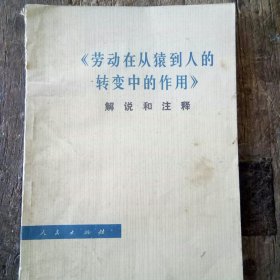 《劳动在从猿到人的
转变中的作用》
解说和注释
人民出版社